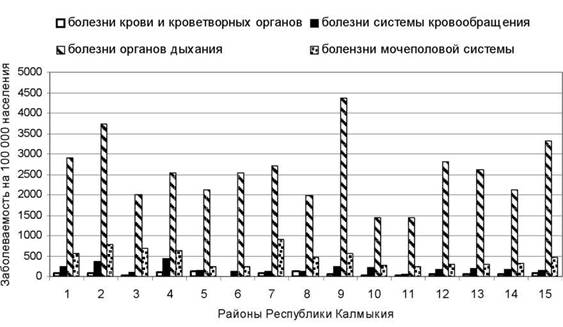 болезни крови и кроветворных органов
болезни системы кровообращения
болезни органов дыхания
болензни мочеполовой системы
Заболеваемость на 100 000 населения
5000
4500
4000
3500
3000
2500
2000
1500
1000
500
0
1 2 3 4 5 6 7 8 9 10 11 12 13 14 15
Районы Республики Калмыкия